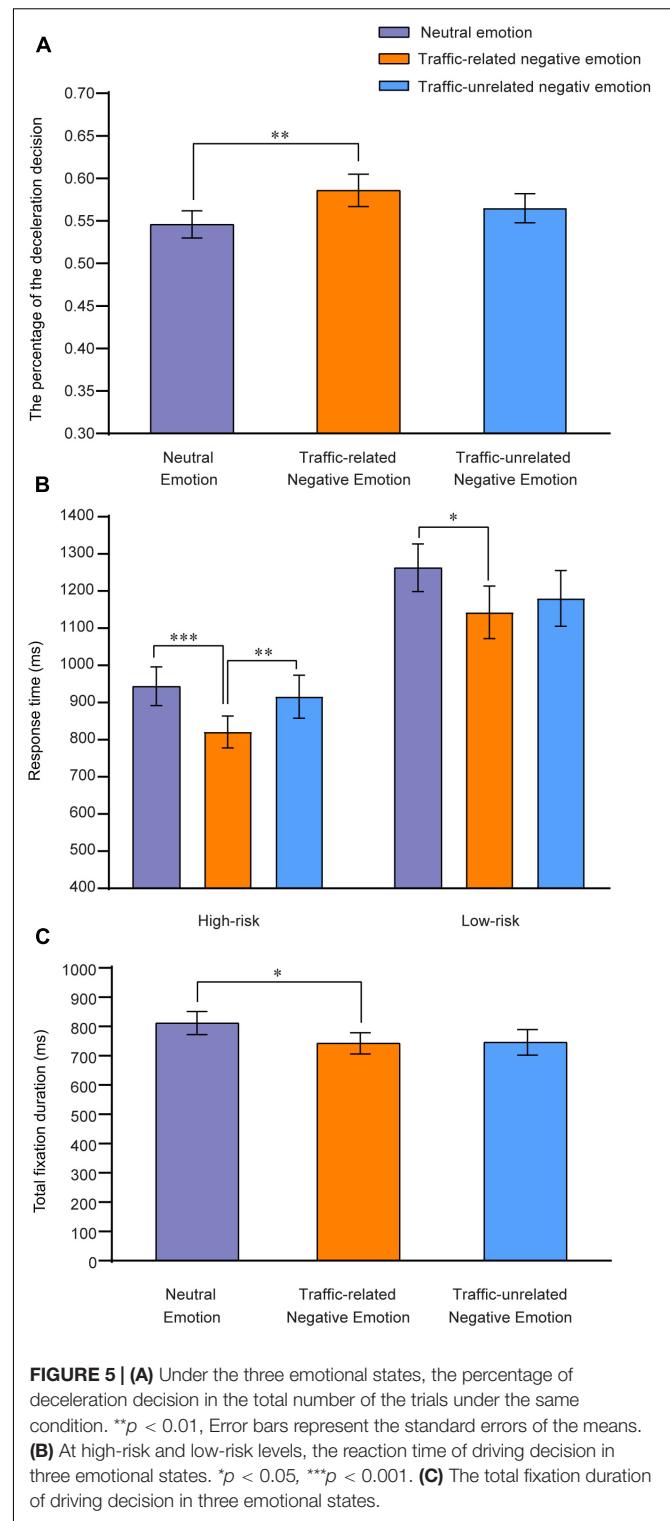 A
Neutral emotion
Traffic-related negative emotion
Traffic-unrelated negativ emotion
The percentage of the deceleration decision
0.70
0.65
0.60
0.55
0.50
0.45
0.40
0.35
0.30
**
Neutral Emotion
Traffic-related Negative Emotion
Traffic-unrelated Negative Emotion
B
Response time (ms)
1400
1300
1200
1100
1000
900
800
700
600
500
400
***
**
*
High-risk
Low-risk
C
Total fixation duration (ms)
1000
900
800
700
600
500
400
300
200
100
0
*
Neutral Emotion
Traffic-related Negative Emotion
Traffic-unrelated Negative Emotion
FIGURE 5 | (A) Under the three emotional states, the percentage of
deceleration decision in the total number of the trials under the same
condition. **p < 0.01, Error bars represent the standard errors of the means.
(B) At high-risk and low-risk levels, the reaction time of driving decision in
three emotional states. *p < 0.05, ***p < 0.001. (C) The total fixation duration
of driving decision in three emotional states.